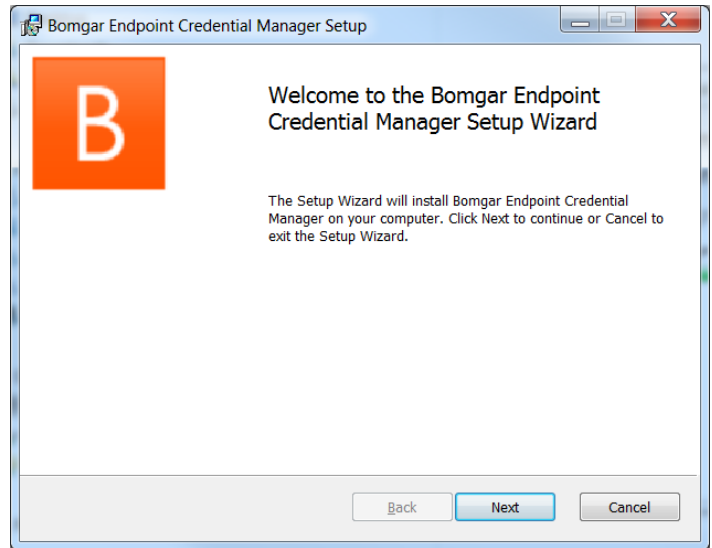 Bomgar Endpoint Credential Manager Setup
X
B
Welcome to the Bomgar Endpoint
Credential Manager Setup Wizard
The Setup Wizard will install Bomgar Endpoint Credential
Manager on your computer. Click Next to continue or Cancel to
exit the Setup Wizard.
Back Next Cancel